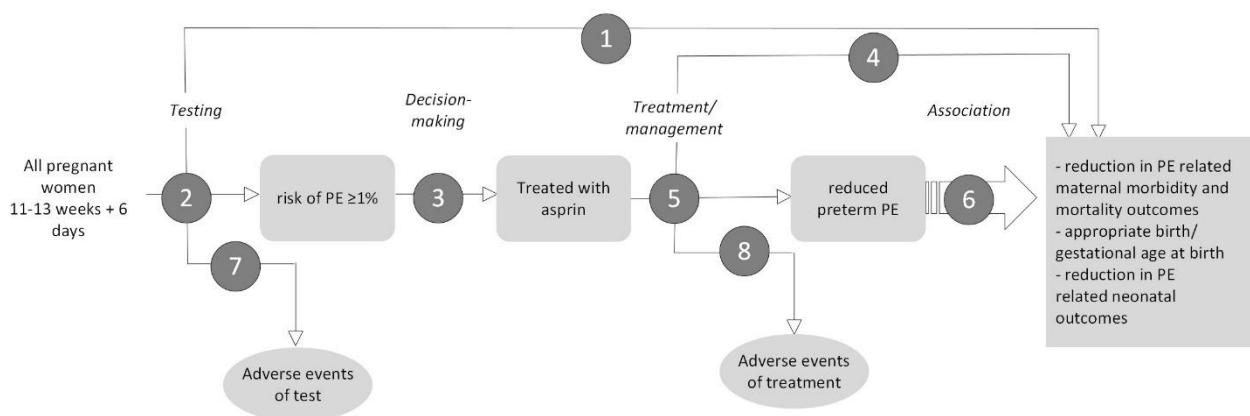 1
4
Testing
Decision-
making
Treatment/
management
Association
All pregnant
women
11-13 weeks + 6
days
2
risk of PE ≥1%
3
Treated with
asprin
5
reduced
preterm PE
6
- reduction in PE related
maternal morbidity and
mortality outcomes
- appropriate birth/
gestational age at birth
- reduction in PE
related neonatal
outcomes
7
8
Adverse events
of test
Adverse events
of treatment